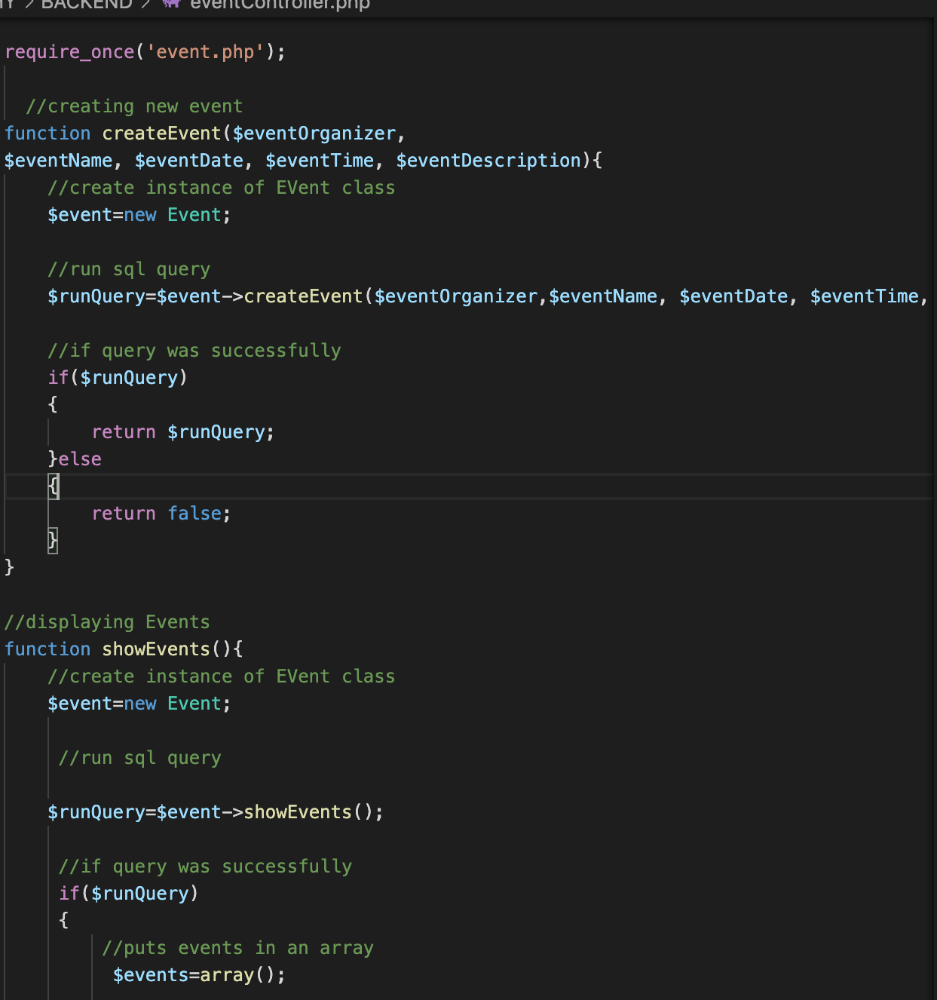 BACKEND > eventController.php
require_once('event.php');
//creating new event
function createEvent($eventOrganizer,
$eventName, $eventDate, $eventTime, $eventDescription){
//create instance of EVent class
$event=new Event;
//run sql query
$runQuery=$event->createEvent($eventOrganizer,$eventName, $eventDate, $eventTime,
//if query was successfully
if($runQuery)
{
return $runQuery;
}else
{
return false;
}
}
//displaying Events
function showEvents(){
//create instance of EVent class
$event=new Event;
//run sql query
$runQuery=$event->showEvents();
//if query was successfully
if($runQuery)
{
//puts events in an array
$events=array();